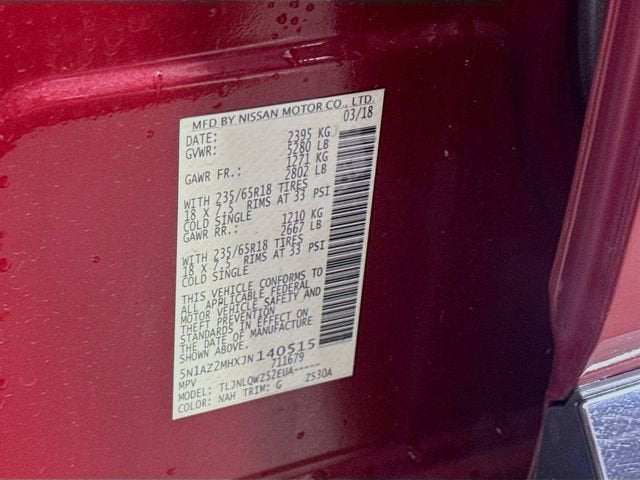 MFD BY NISSAN MOTOR CO., LTD.
DATE: 03/18
GVWR: 2395 KG
5280 LB
GAWR FR.: 1271 KG
2802 LB
WITH 235/65R18 TIRES
18 X 7.5 RIMS AT 33 PSI
COLD SINGLE
GAWR RR.: 1210 KG
2667 LB
WITH 235/65R18 TIRES
18 X 7.5 RIMS AT 33 PSI
COLD SINGLE
THIS VEHICLE CONFORMS TO
ALL APPLICABLE FEDERAL
MOTOR VEHICLE SAFETY AND
THEFT PREVENTION
STANDARDS IN EFFECT ON
THE DATE OF MANUFACTURE
SHOWN ABOVE.
5N1AZ2MHXJN140515
MPV 711679
MODEL: TLJNLQWZ52EUA-----
COLOR: NAH TRIM: G Z530A